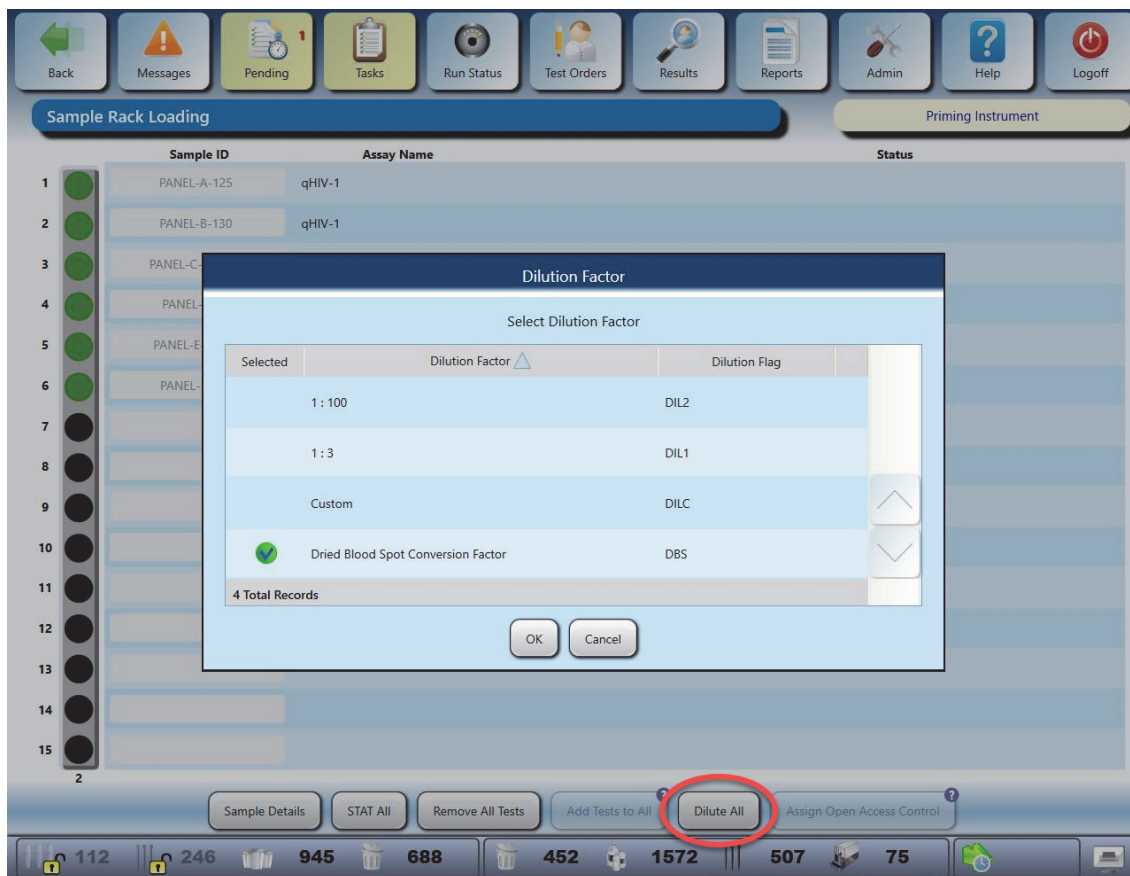 Back Messages Pending 1 Tasks Run Status Test Orders Results Reports Admin ? Help Logoff
Sample Rack Loading Priming Instrument
Sample ID Assay Name Status
1 PANEL-A-125 qHIV-1
2 PANEL-B-130 qHIV-1
3 PANEL-C-
4 PANEL-
5 PANEL-E
6 PANEL-
7
8
9
10
11
12
13
14
15
2
Dilution Factor
Select Dilution Factor
Selected Dilution Factor Dilution Flag
1 : 100 DIL2
1 : 3 DIL1
Custom DILC
Dried Blood Spot Conversion Factor DBS
4 Total Records
OK Cancel
Sample Details STAT All Remove All Tests Add Tests to All ? Dilute All Assign Open Access Control ?
112 246 945 688 452 1572 507 75